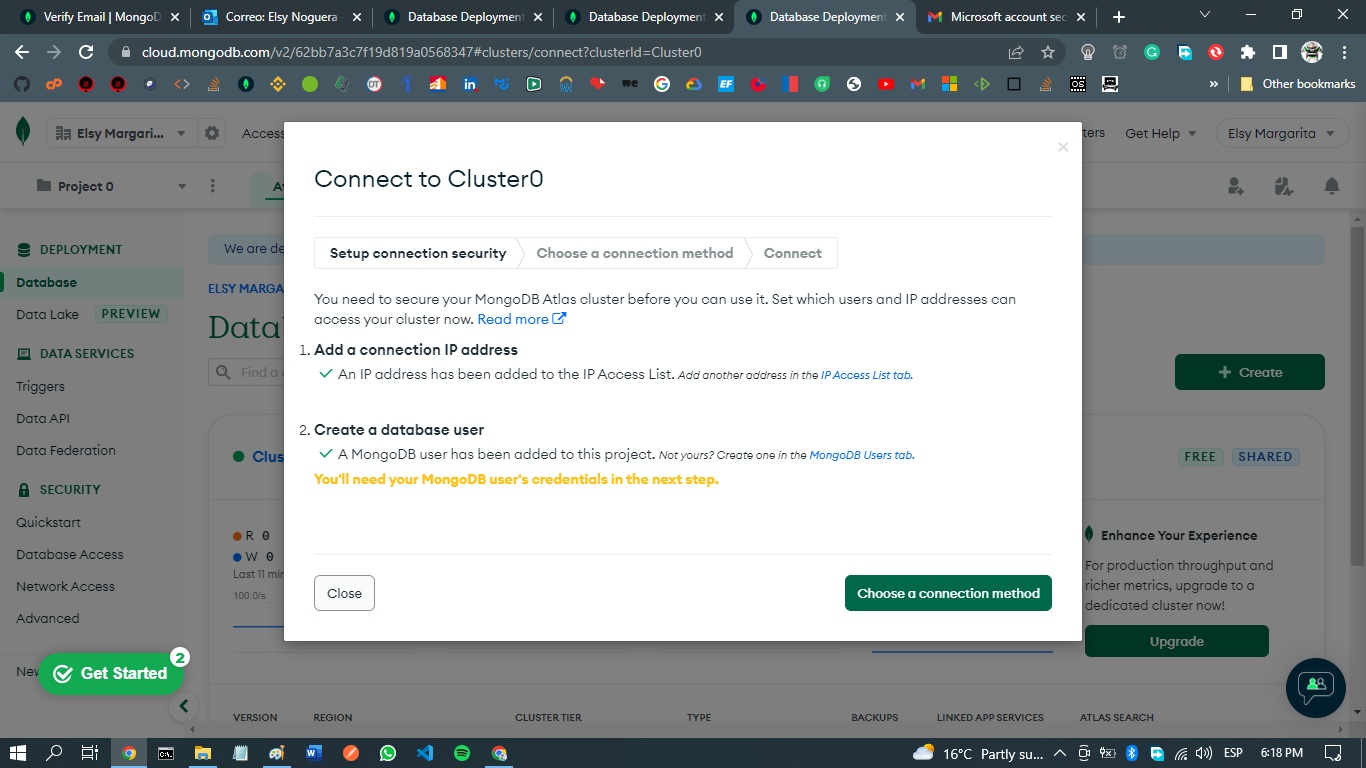 Verify Email | MongoD
Correo: Elsy Noguera
Database Deployment
Database Deployment
Database Deployment
Microsoft account sec
cloud.mongodb.com/v2/62bb7a3c7f19d819a0568347#clusters/connect?clusterId=Cluster0
Other bookmarks
Elsy Margari...
Access
ters
Get Help
Elsy Margarita
Project 0
At
Connect to Cluster0
DEPLOYMENT
Database
Data Lake
PREVIEW
DATA SERVICES
Triggers
Data API
Data Federation
SECURITY
Quickstart
Database Access
Network Access
Advanced
New
Get Started
2
We are de
ELSY MARGA
Data
Find a
Create
Setup connection security
Choose a connection method
Connect
You need to secure your MongoDB Atlas cluster before you can use it. Set which users and IP addresses can
access your cluster now. Read more
1. Add a connection IP address
An IP address has been added to the IP Access List. Add another address in the IP Access List tab.
2. Create a database user
A MongoDB user has been added to this project. Not yours? Create one in the MongoDB Users tab.
You'll need your MongoDB user's credentials in the next step.
Close
Choose a connection method
Clus
FREE
SHARED
R 0
W 0
Last 11 min
100.0/s
Enhance Your Experience
For production throughput and
richer metrics, upgrade to a
dedicated cluster now!
Upgrade
VERSION
REGION
CLUSTER TIER
TYPE
BACKUPS
LINKED APP SERVICES
ATLAS SEARCH
16°C Partly su...
ESP
6:18 PM